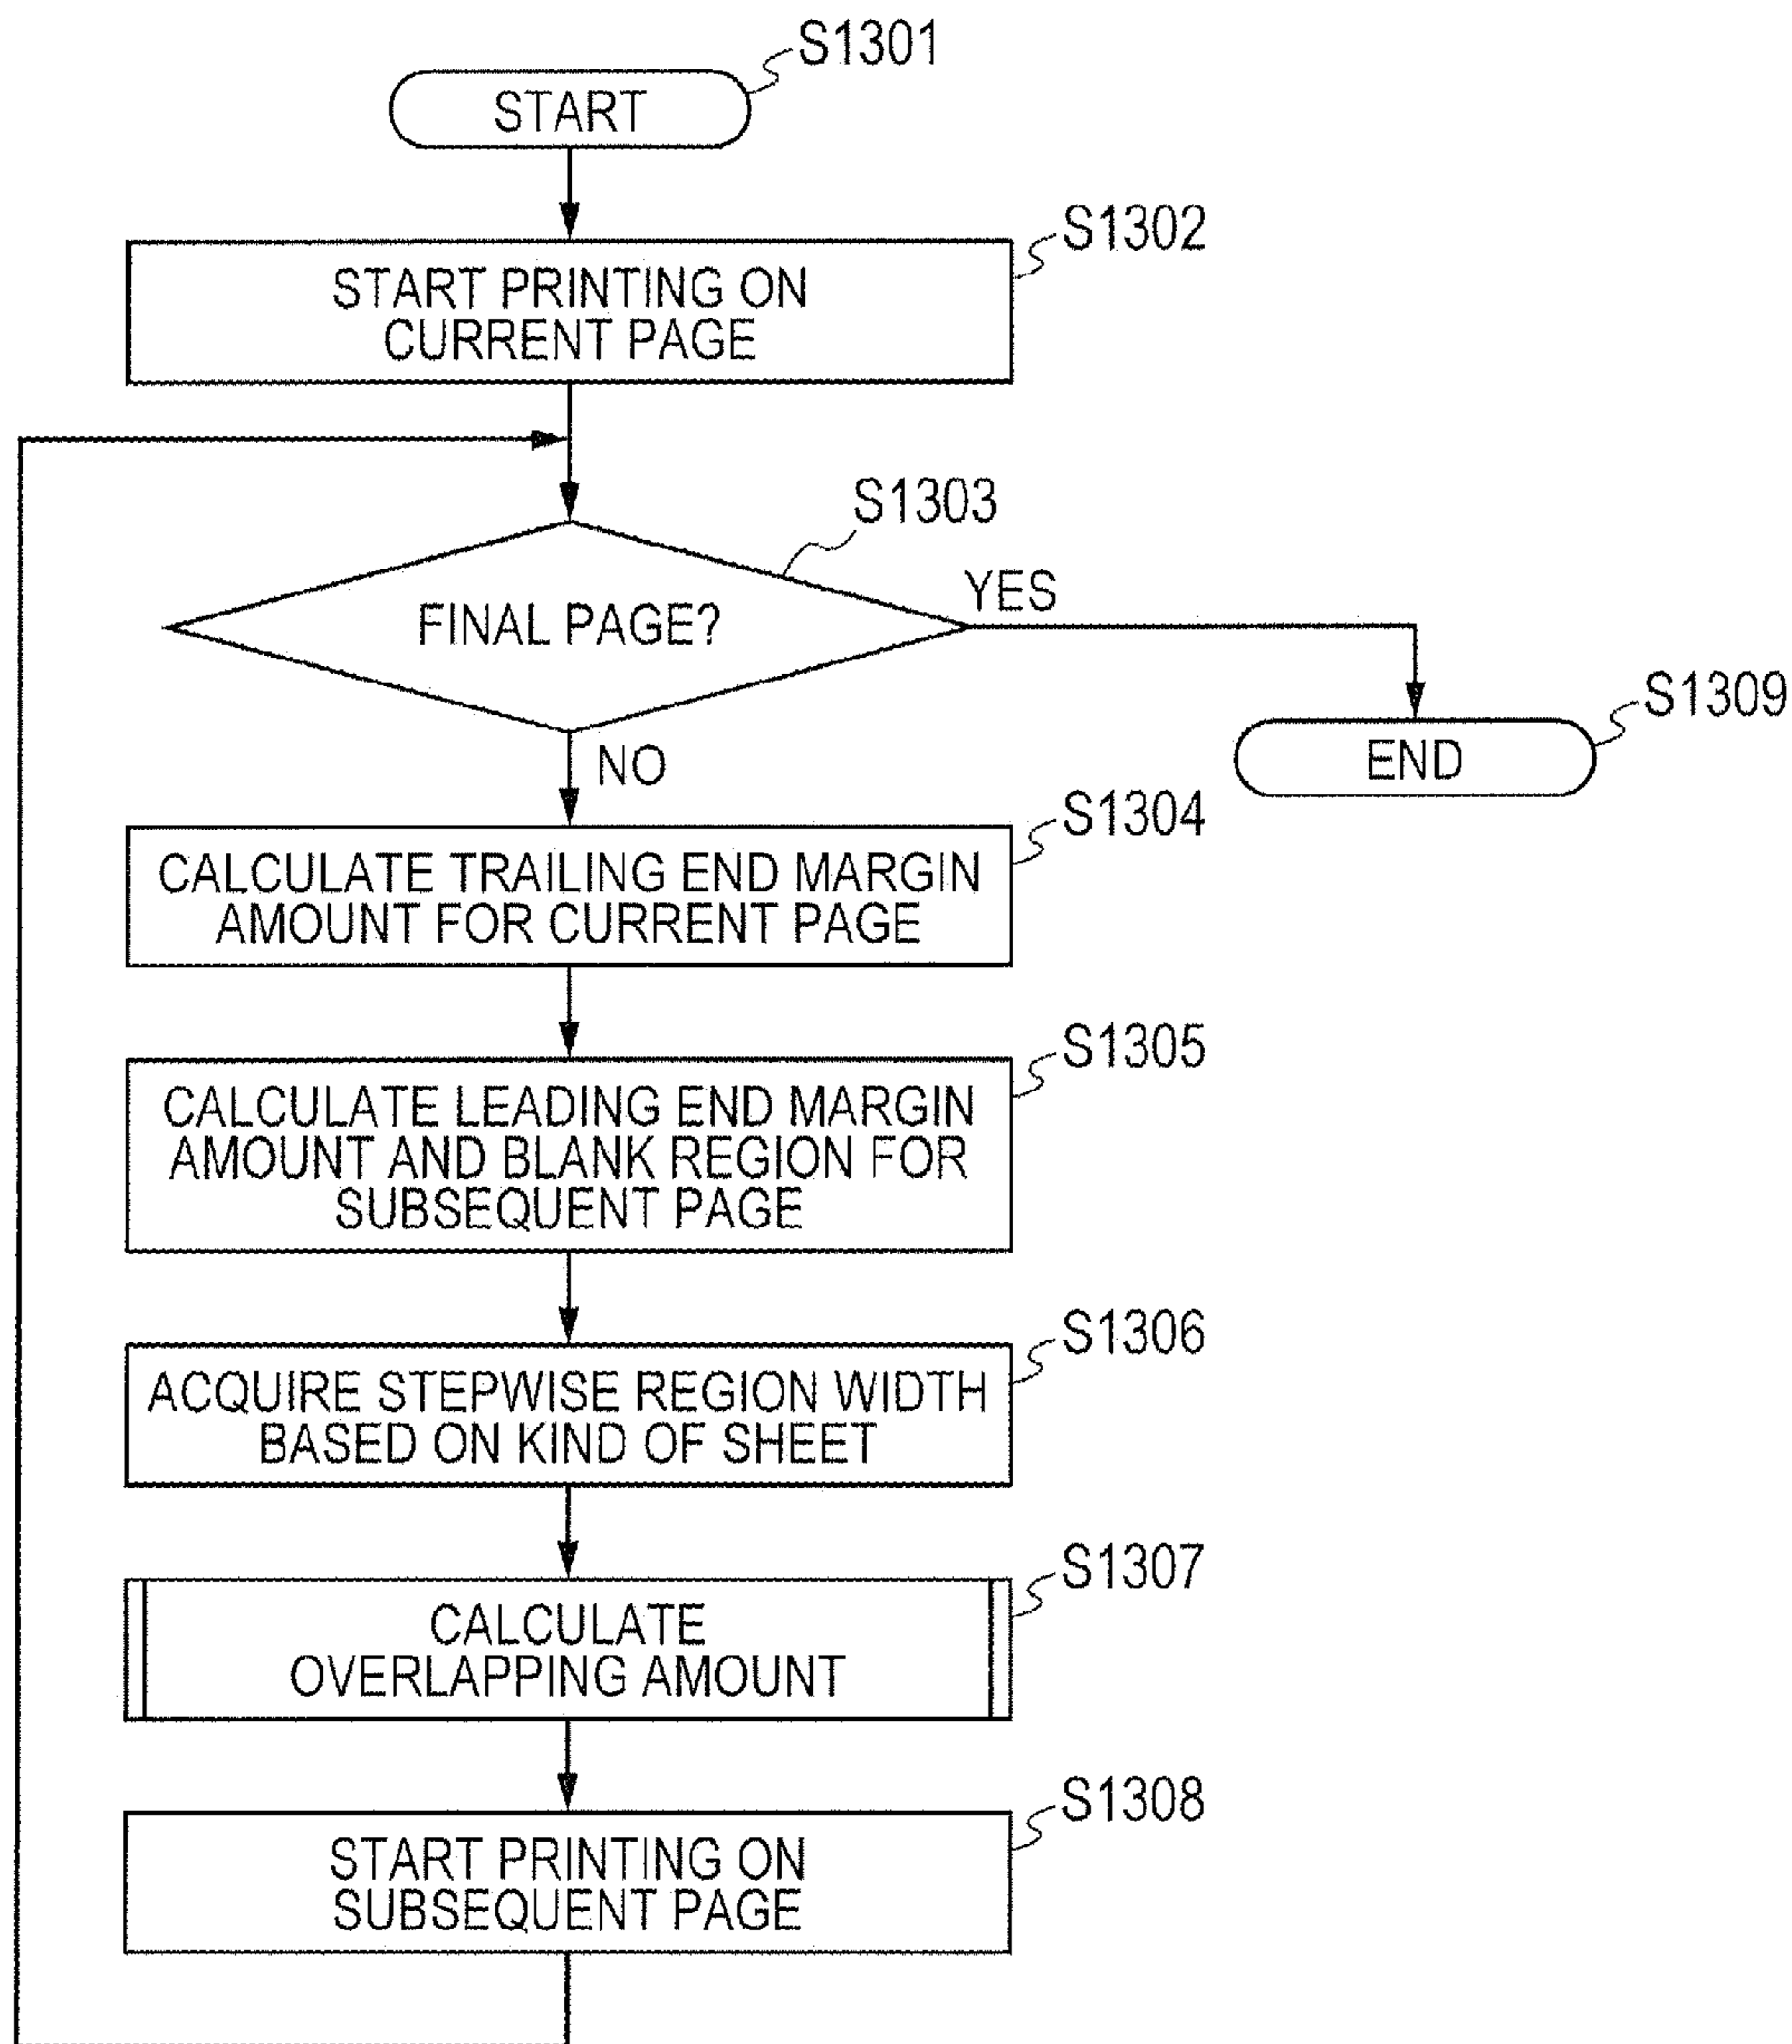 S1301
START
S1302
START PRINTING ON
CURRENT PAGE
S1303
FINAL PAGE?
YES
S1309
END
NO
S1304
CALCULATE TRAILING END MARGIN
AMOUNT FOR CURRENT PAGE
S1305
CALCULATE LEADING END MARGIN
AMOUNT AND BLANK REGION FOR
SUBSEQUENT PAGE
S1306
ACQUIRE STEPWISE REGION WIDTH
BASED ON KIND OF SHEET
S1307
CALCULATE
OVERLAPPING AMOUNT
S1308
START PRINTING ON
SUBSEQUENT PAGE